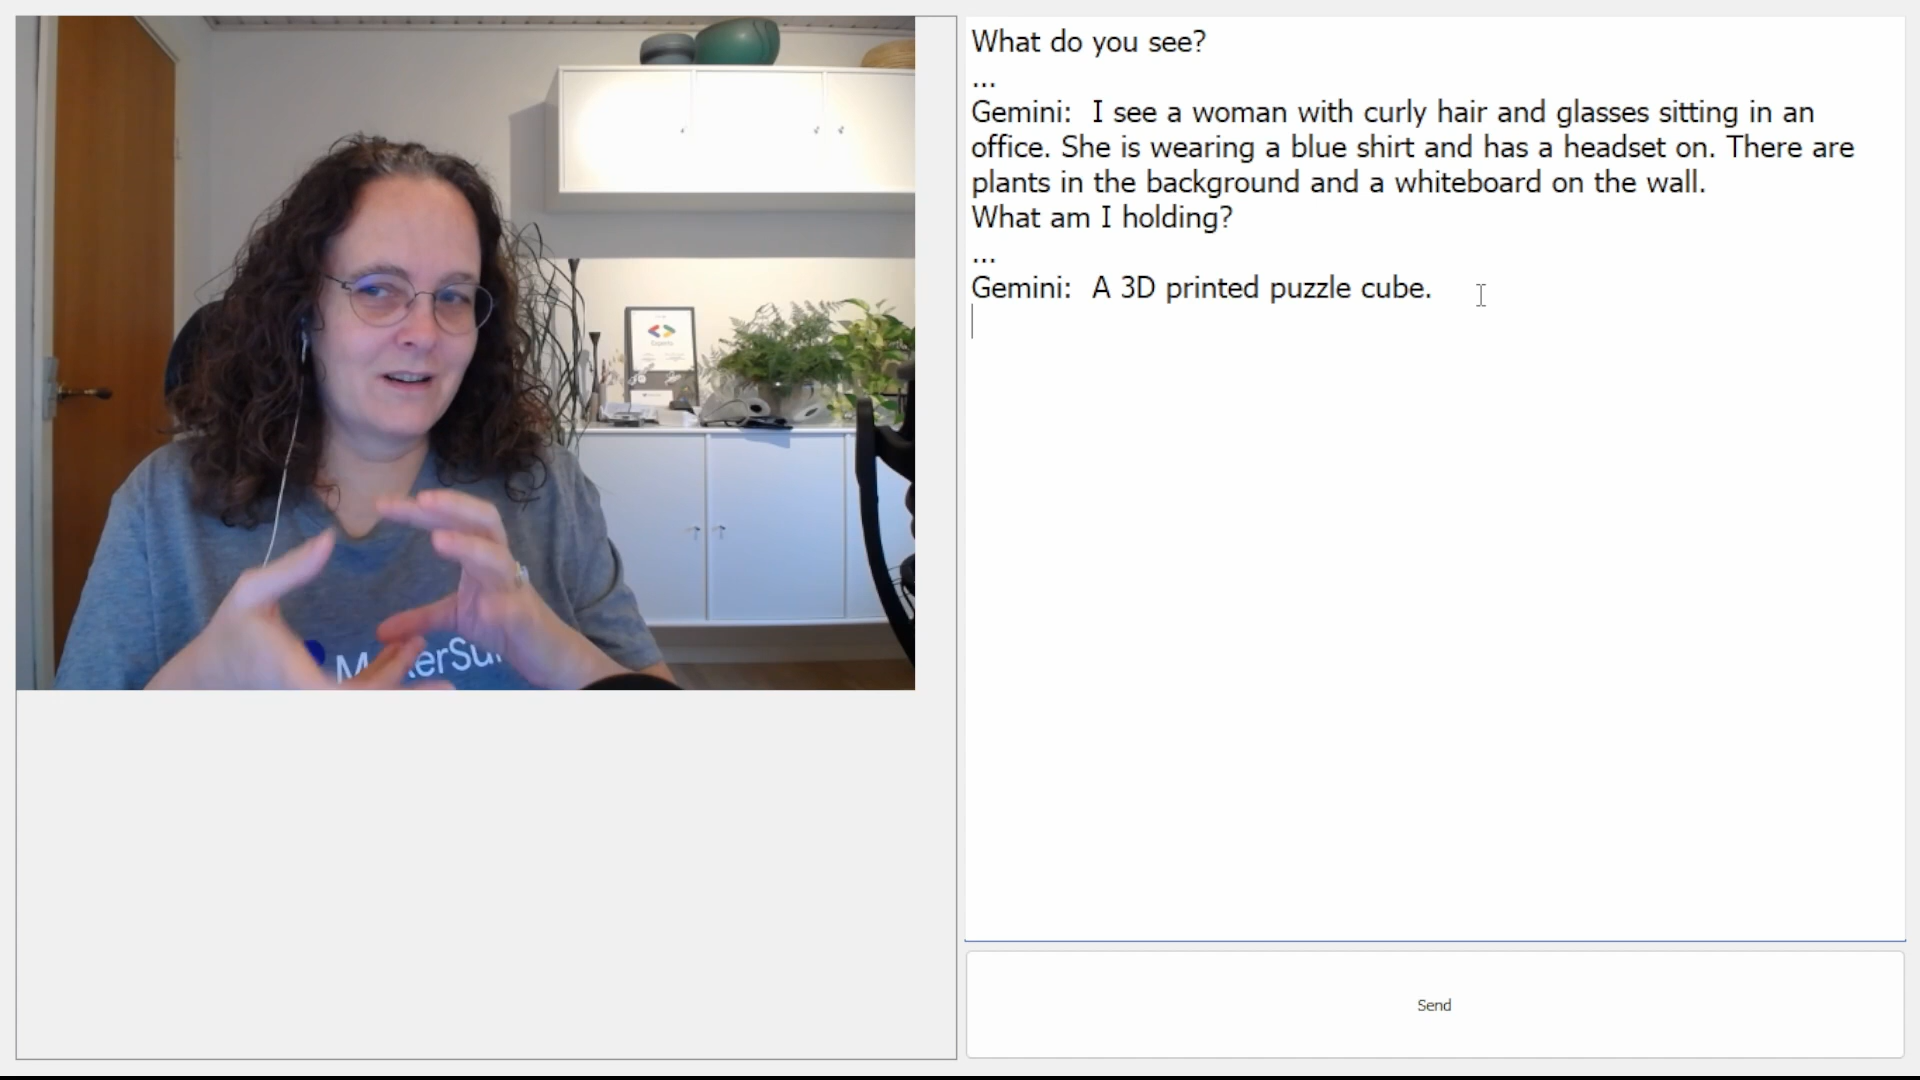 What do you see?
...
Gemini:  I see a woman with curly hair and glasses sitting in an
office. She is wearing a blue shirt and has a headset on. There are
plants in the background and a whiteboard on the wall.
What am I holding?
...
Gemini:  A 3D printed puzzle cube.
Send
Experts